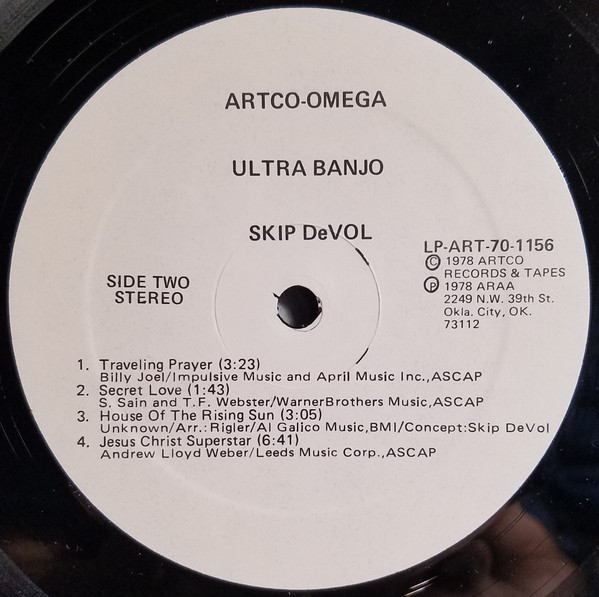 ARTCO-OMEGA
ULTRA BANJO
SKIP DeVOL
SIDE TWO
STEREO
LP-ART-70-1156
© 1978 ARTCO
RECORDS & TAPES
Ⓟ 1978 ARAA
2249 N.W. 39th St.
Okla. City, OK.
73112
1. Traveling Prayer (3:23)
Billy Joel/Impulsive Music and April Music Inc.,ASCAP
2. Secret Love (1:43)
S. Sain and T.F. Webster/WarnerBrothers Music,ASCAP
3. House Of The Rising Sun (3:05)
Unknown/Arr.:Rigler/Al Galico Music,BMI/Concept:Skip DeVol
4. Jesus Christ Superstar (6:41)
Andrew Lloyd Weber/Leeds Music Corp.,ASCAP